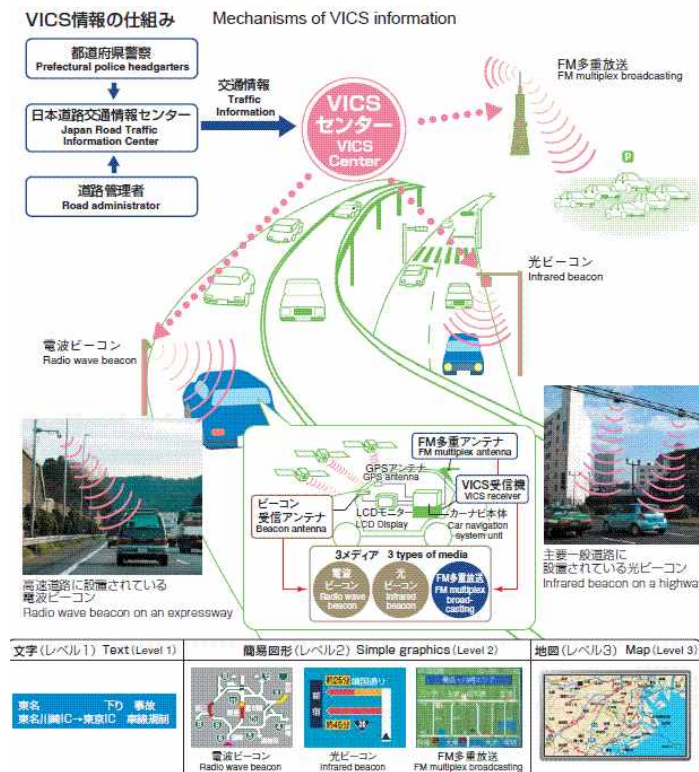 VICS情報の仕組み Mechanisms of VICS information
都道府県警察
Prefectural police headgarters
日本道路交通情報センター
Japan Road Traffic
Information Center
道路管理者
Road administrator
交通情報
Traffic
Information
VICS
センター
VICS
Center
FM多重放送
FM multiplex broadcasting
P
光ビーコン
Infrared beacon
電波ビーコン
Radio wave beacon
FM多重アンテナ
FM multiplex antenna
GPSアンテナ
GPS antenna
VICS受信機
VICS receiver
ビーコン
受信アンテナ
Beacon antenna
LCDモニター
LCD Display
カーナビ本体
Car navigation
system unit
3メディア 3 types of media
電波
ビーコン
Radio wave
beacon
光
ビーコン
Infrared
beacon
FM多重放送
FM multiplex
broad-
casting
高速道路に設置されている
電波ビーコン
Radio wave beacon on an expressway
主要一般道路に
設置されている光ビーコン
Infrared beacon on a highway
文字(レベル1) Text (Level 1)
東名 下り 事故
東名川崎IC→東京IC 車線規制
簡易図形(レベル2) Simple graphics (Level 2)
電波ビーコン
Radio wave beacon
光ビーコン
Infrared beacon
FM多重放送
FM multiplex broadcasting
地図(レベル3) Map (Level 3)